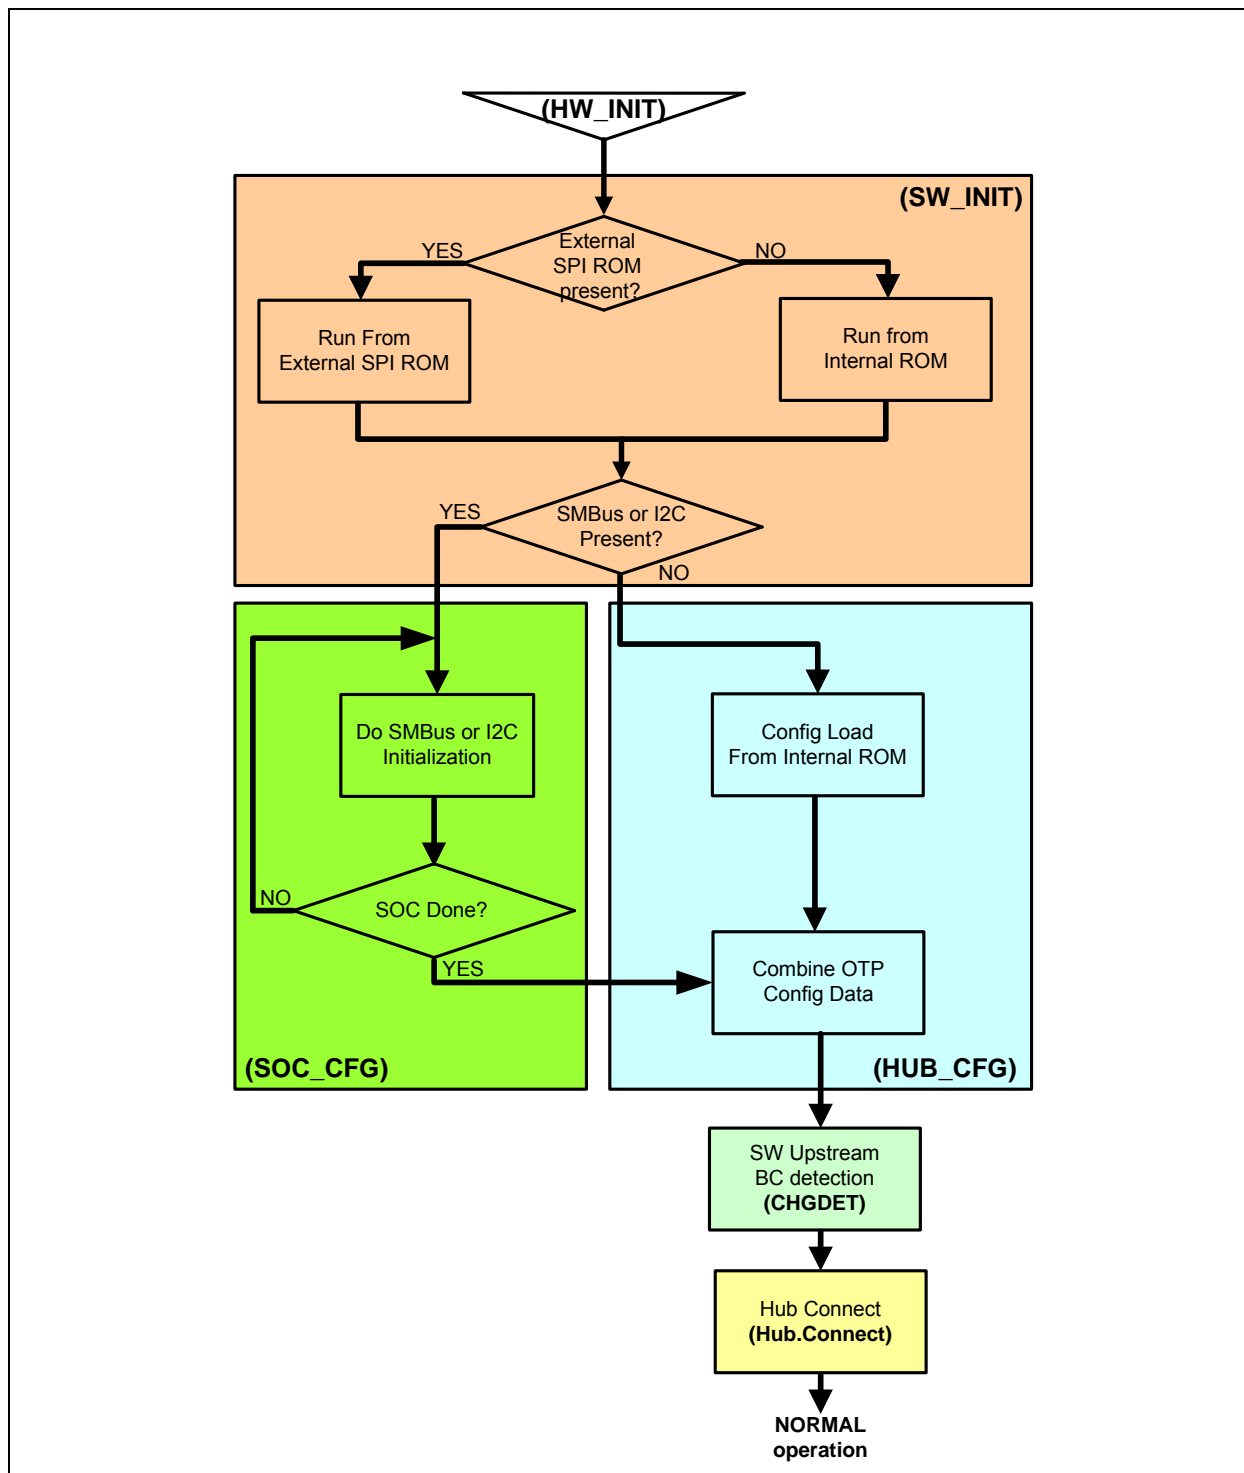 (HW_INIT)
(SW_INIT)
External
SPI ROM
present?
YES
NO
Run From
External SPI ROM
Run from
Internal ROM
SMBus or I2C
Present?
YES
NO
Do SMBus or I2C
Initialization
Config Load
From Internal ROM
SOC Done?
NO
YES
Combine OTP
Config Data
(SOC_CFG)
(HUB_CFG)
SW Upstream
BC detection
(CHGDET)
Hub Connect
(Hub.Connect)
NORMAL
operation